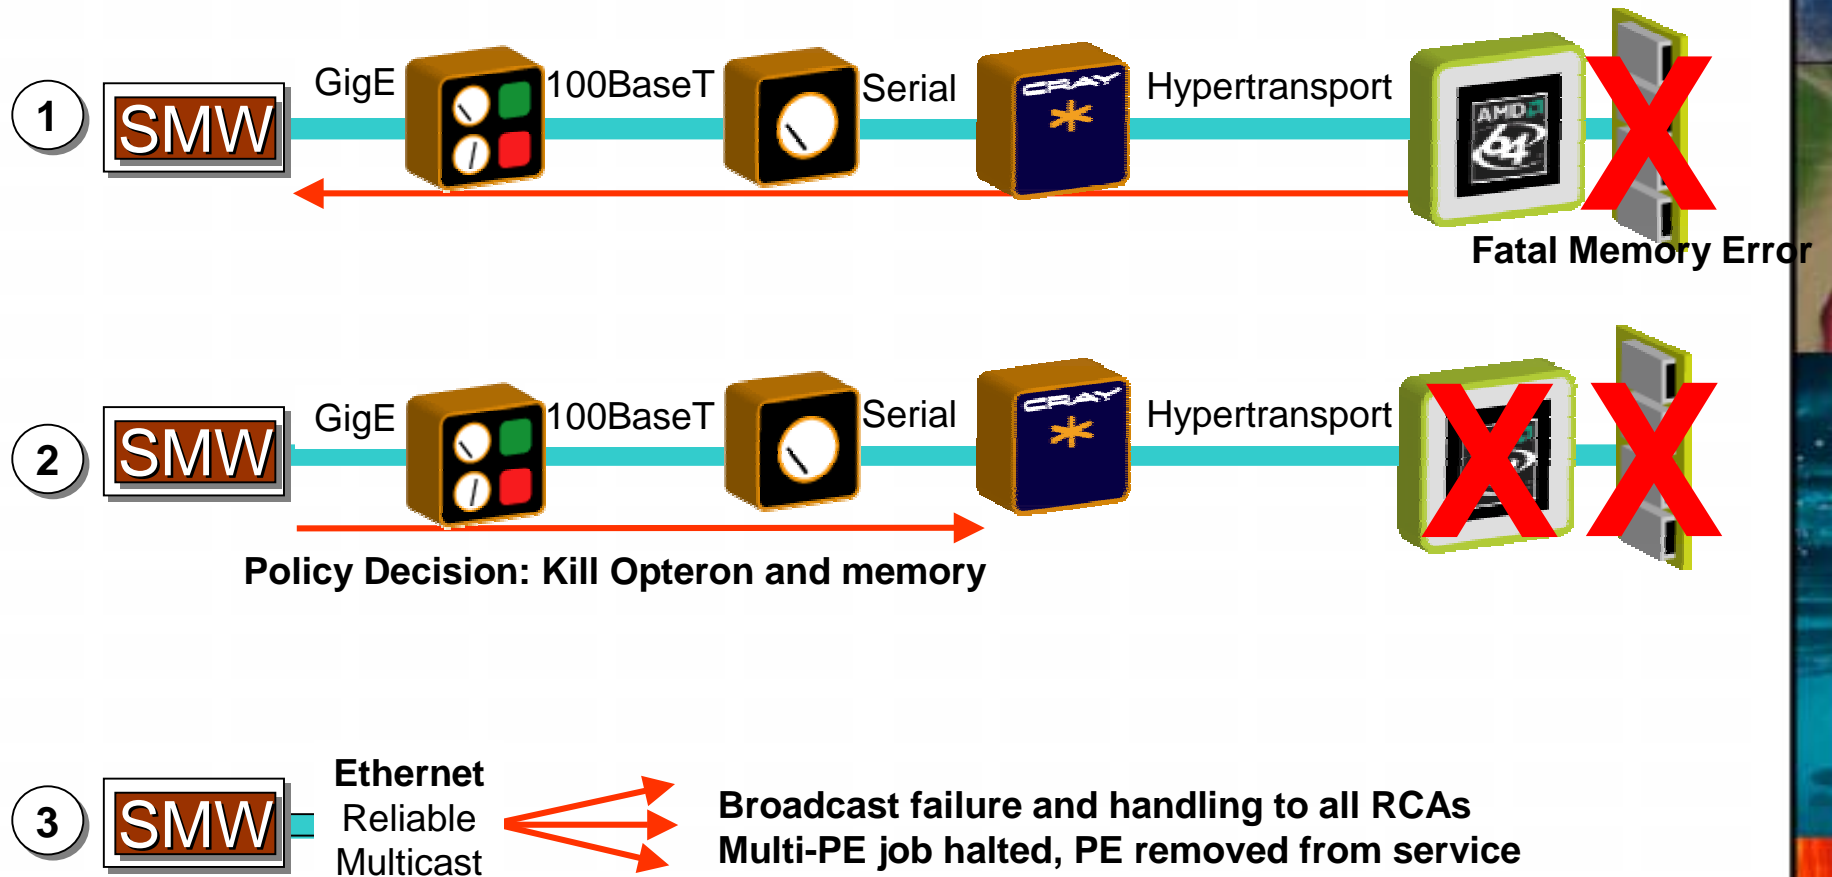 1
SMW
GigE
100BaseT
Serial
CRAY
Hypertransport
AMD
64
Fatal Memory Error
2
SMW
GigE
100BaseT
Serial
CRAY
Hypertransport
Policy Decision: Kill Opteron and memory
3
SMW
Ethernet
Reliable
Multicast
Broadcast failure and handling to all RCAs
Multi-PE job halted, PE removed from service